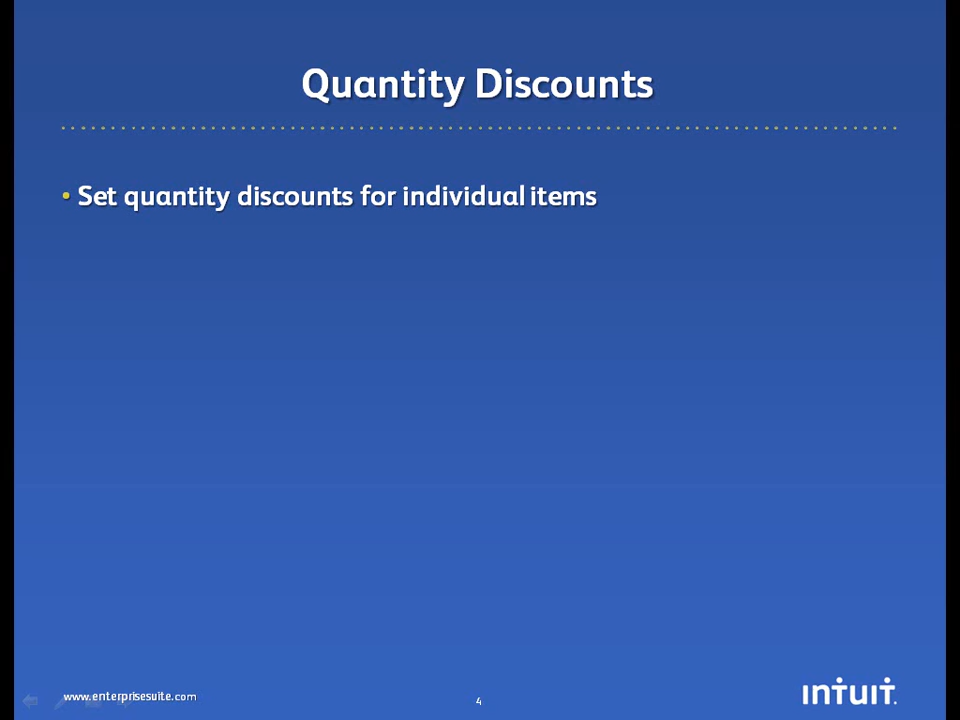 Quantity Discounts
• Set quantity discounts for individual items
www.enterprisesuite.com
4
intuit.